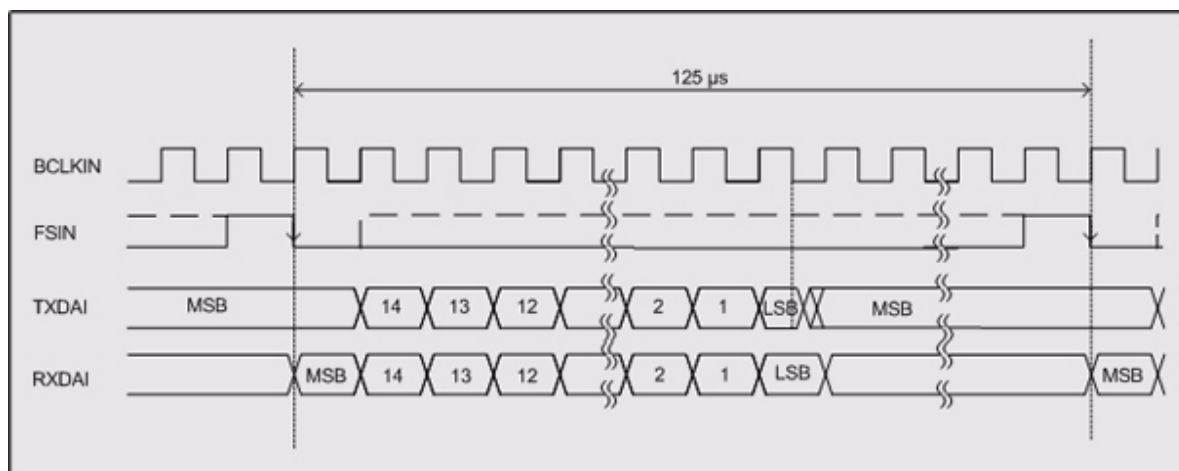 125 µs
BCLKIN
FSIN
TXDAI MSB 14 13 12 2 1 LSB MSB
RXDAI MSB 14 13 12 2 1 LSB MSB